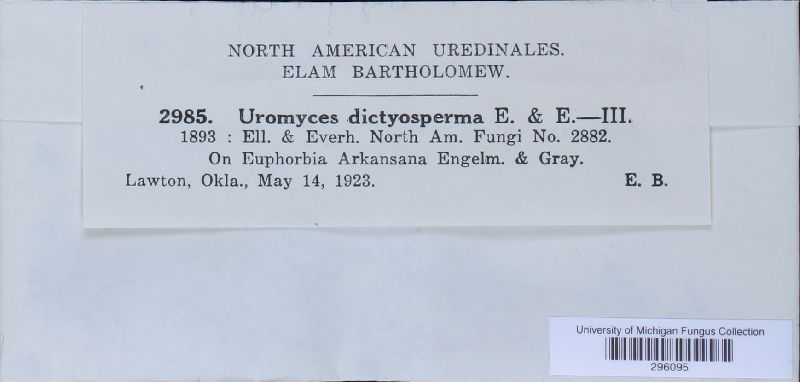 NORTH AMERICAN UREDINALES.
ELAM BARTHOLOMEW.
2985. Uromyces dictyosperma E. & E.—III.
1893 : Ell. & Everh. North Am. Fungi No. 2882.
On Euphorbia Arkansana Engelm. & Gray.
Lawton, Okla., May 14, 1923. E. B.
University of Michigan Fungus Collection
296095